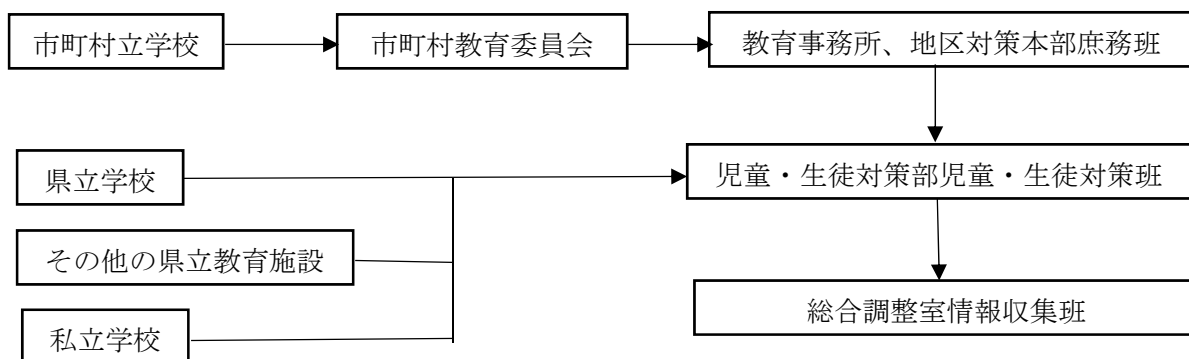 市町村立学校
市町村教育委員会
教育事務所、地区対策本部庶務班
県立学校
児童・生徒対策部児童・生徒対策班
その他の県立教育施設
総合調整室情報収集班
私立学校